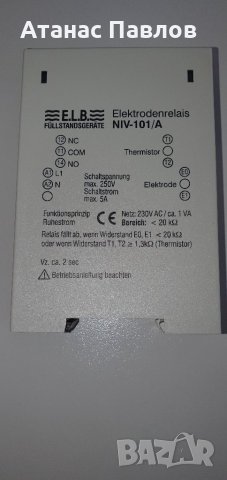 Атанас Павлов
E.L.B.
FÜLLSTANDSGERÄTE
Elektrodenrelais
NIV-101/A
12 NC
11 COM
14 NO
T1
Thermistor
T2
A1 L1
A2 N
Schaltspannung
max. 250V
Schaltstrom
max. 5A
E0
Elektrode
E1
Funktionsprinzip
Ruhestrom
CE
Netz: 230V AC / ca. 1 VA
Bereich: < 20 kΩ
Relais fällt ab, wenn Widerstand E0, E1 < 20 kΩ
oder wenn Widerstand T1, T2 ≥ 1,3kΩ (Thermistor)
Vz. ca. 2 sec
Betriebsanleitung beachten
BAZAR